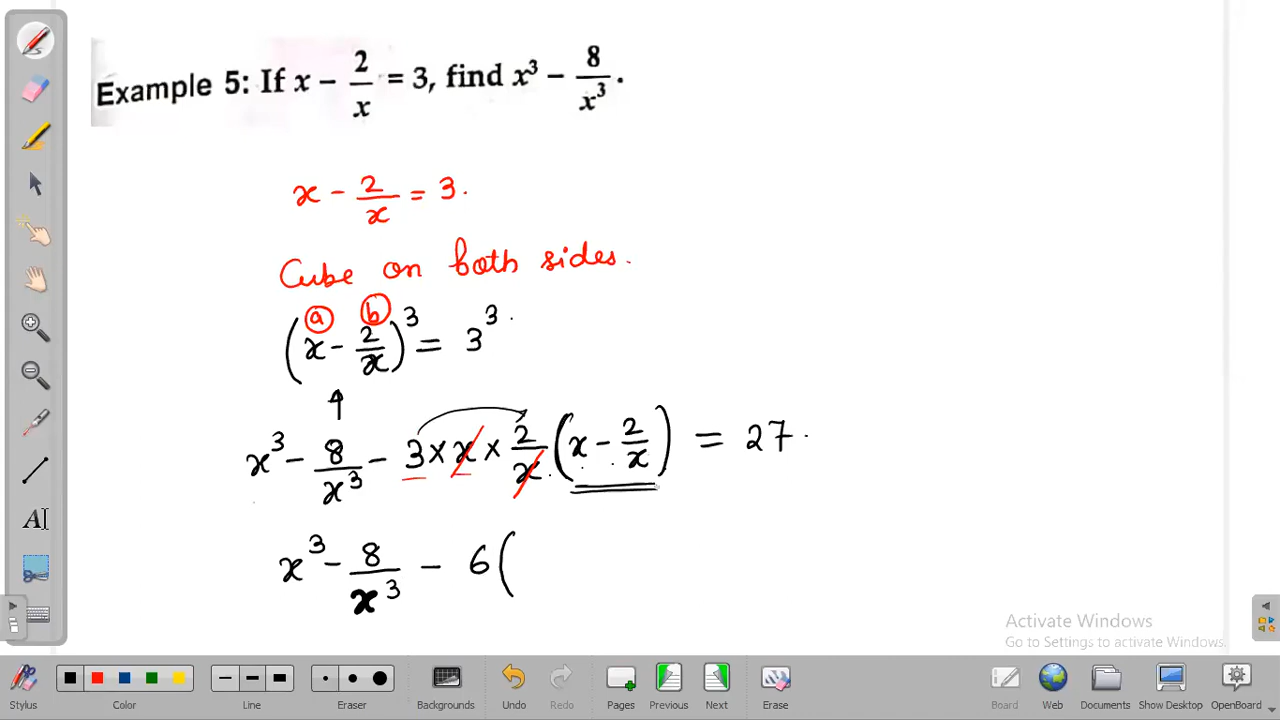 Example 5: If x − 2/x = 3, find x³ − 8/x³.
x − 2/x = 3.
Cube on both sides.
a b
(x − 2/x)³ = 3³.
x³ − 8/x³ − 3 × x × 2/x . (x − 2/x) = 27.
x³ − 8/x³ − 6(
AI
Activate Windows
Go to Settings to activate Windows.
Stylus Color Line Eraser Backgrounds Undo Redo Pages Previous Next Erase Board Web Documents Show Desktop OpenBoard